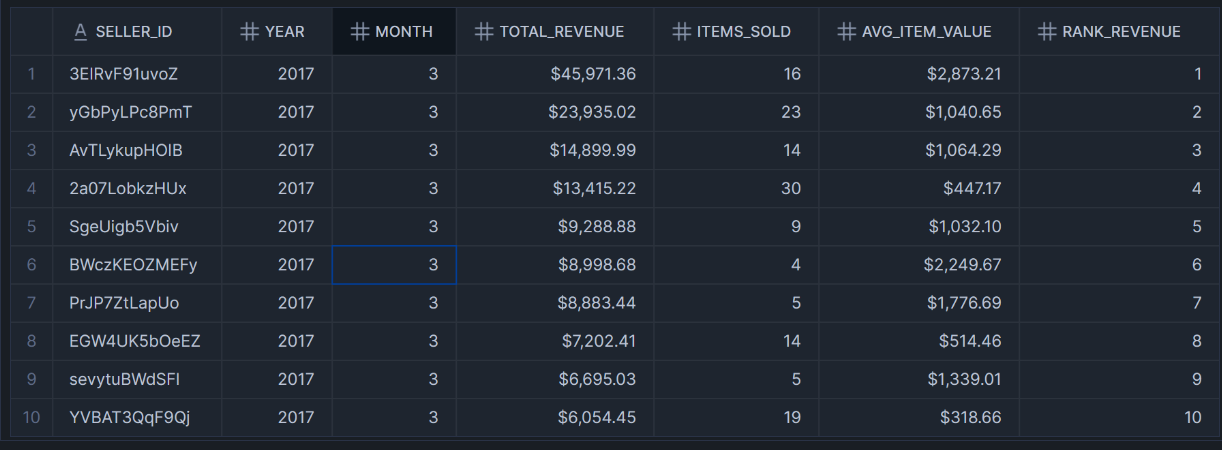 SELLER_ID YEAR MONTH TOTAL_REVENUE ITEMS_SOLD AVG_ITEM_VALUE RANK_REVENUE
1 3EIRvF91uvoZ 2017 3 $45,971.36 16 $2,873.21 1
2 yGbPyLPc8PmT 2017 3 $23,935.02 23 $1,040.65 2
3 AvTLykupHOIB 2017 3 $14,899.99 14 $1,064.29 3
4 2a07LobkzHUx 2017 3 $13,415.22 30 $447.17 4
5 SgeUigb5Vbiv 2017 3 $9,288.88 9 $1,032.10 5
6 BWczKEOZMEFy 2017 3 $8,998.68 4 $2,249.67 6
7 PrJP7ZtLapUo 2017 3 $8,883.44 5 $1,776.69 7
8 EGW4UK5bOeEZ 2017 3 $7,202.41 14 $514.46 8
9 sevytuBWdSFI 2017 3 $6,695.03 5 $1,339.01 9
10 YVBAT3QqF9Qj 2017 3 $6,054.45 19 $318.66 10